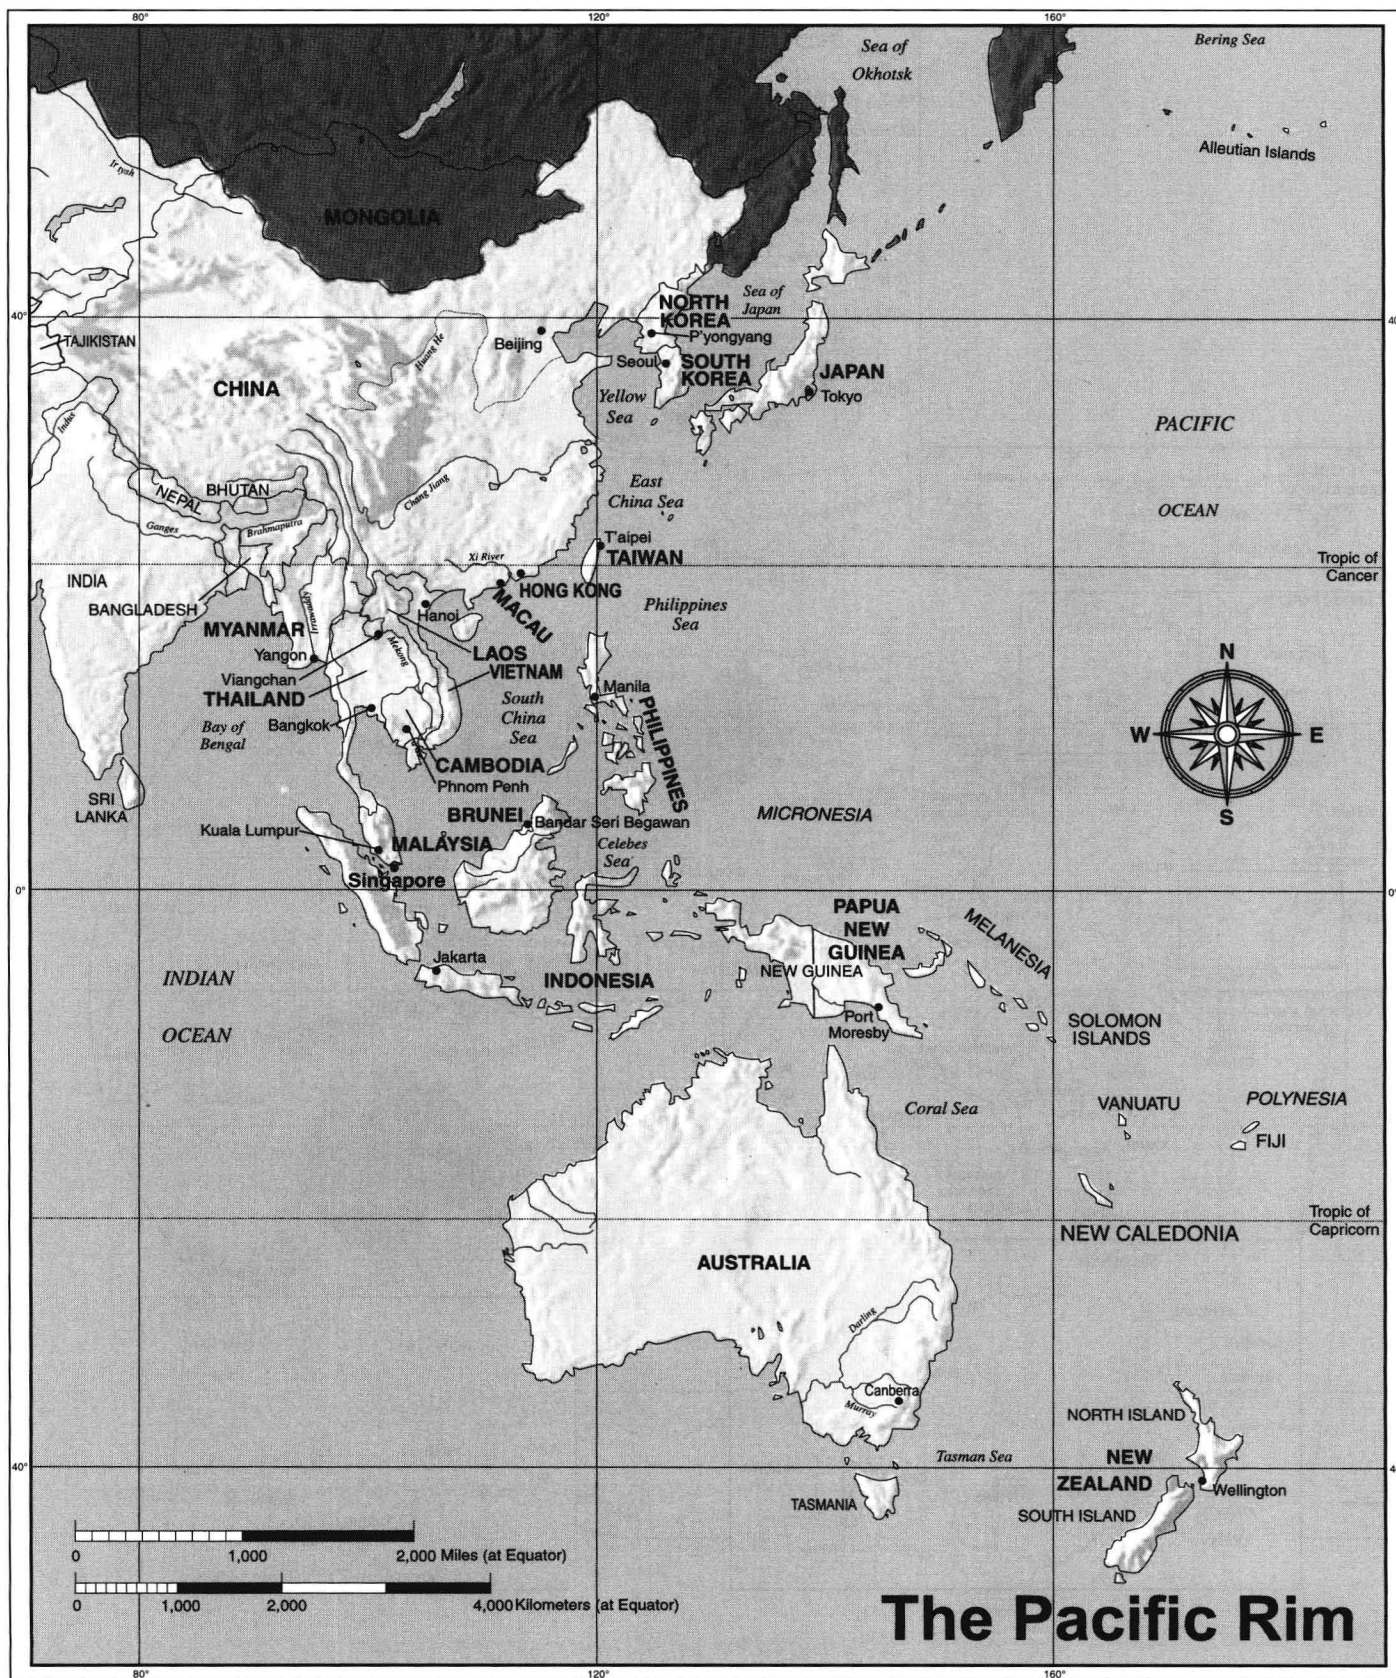 80°
120°
160°
Sea of
Okhotsk
Bering Sea
Alleutian Islands
Irtysh
MONGOLIA
40°
NORTH
KOREA
Sea of
Japan
TAJIKISTAN
Beijing
P'yongyang
Huang He
Seoul
SOUTH
KOREA
JAPAN
CHINA
Tokyo
Yellow
Sea
Indus
PACIFIC
OCEAN
NEPAL
BHUTAN
Chang Jiang
East
China Sea
Ganges
Brahmaputra
T'aipei
TAIWAN
Xi River
Tropic of
Cancer
INDIA
HONG KONG
BANGLADESH
MACAU
Hanoi
Philippines
Sea
Irrawaddy
MYANMAR
Yangon
Mekong
LAOS
VIETNAM
Viangchan
THAILAND
Manila
South
China
Sea
PHILIPPINES
Bay of
Bengal
Bangkok
N
W
E
S
CAMBODIA
Phnom Penh
SRI
LANKA
BRUNEI
Bandar Seri Begawan
MICRONESIA
Kuala Lumpur
MALAYSIA
Celebes
Sea
Singapore
0°
0°
PAPUA
NEW
GUINEA
MELANESIA
Jakarta
INDONESIA
NEW GUINEA
INDIAN
OCEAN
Port
Moresby
SOLOMON
ISLANDS
Coral Sea
VANUATU
POLYNESIA
FIJI
Tropic of
Capricorn
NEW CALEDONIA
AUSTRALIA
Darling
Canberra
Murray
NORTH ISLAND
40°
Tasman Sea
NEW
ZEALAND
Wellington
TASMANIA
SOUTH ISLAND
0 1,000 2,000 Miles (at Equator)
0 1,000 2,000 4,000 Kilometers (at Equator)
The Pacific Rim
80°
120°
160°